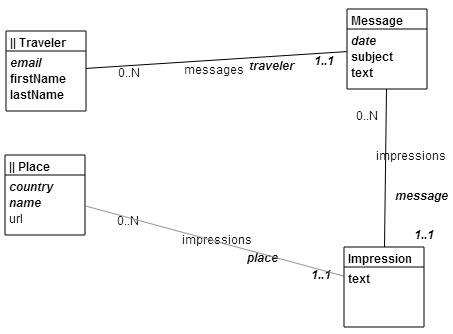 Message
date
subject
text
|| Traveler
email
firstName
lastName
0..N
messages
traveler
1..1
0..N
impressions
message
1..1
|| Place
country
name
url
0..N
impressions
place
1..1
Impression
text